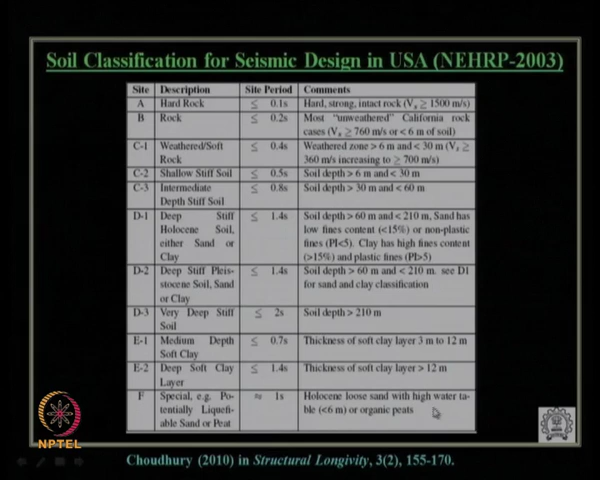 Soil Classification for Seismic Design in USA (NEHRP-2003)
Site Description Site Period Comments
A Hard Rock ≤ 0.1s Hard, strong, intact rock (Vs ≥ 1500 m/s)
B Rock ≤ 0.2s Most "unweathered" California rock
cases (Vs ≥ 760 m/s or < 6 m of soil)
C-1 Weathered/Soft ≤ 0.4s Weathered zone > 6 m and < 30 m (Vs ≥
Rock 360 m/s increasing to ≥ 700 m/s)
C-2 Shallow Stiff Soil ≤ 0.5s Soil depth > 6 m and < 30 m
C-3 Intermediate ≤ 0.8s Soil depth > 30 m and < 60 m
Depth Stiff Soil
D-1 Deep Stiff ≤ 1.4s Soil depth > 60 m and < 210 m, Sand has
Holocene Soil, low fines content (<15%) or non-plastic
either Sand or fines (PI<5). Clay has high fines content
Clay (>15%) and plastic fines (PI>5)
D-2 Deep Stiff Pleis- ≤ 1.4s Soil depth > 60 m and < 210 m. see D1
stocene Soil, Sand for sand and clay classification
or Clay
D-3 Very Deep Stiff ≤ 2s Soil depth > 210 m
Soil
E-1 Medium Depth ≤ 0.7s Thickness of soft clay layer 3 m to 12 m
Soft Clay
E-2 Deep Soft Clay ≤ 1.4s Thickness of soft clay layer > 12 m
Layer
F Special, e.g. Po- ≈ 1s Holocene loose sand with high water ta-
tentially Liquefi- ble (<6 m) or organic peats
able Sand or Peat
NPTEL
Choudhury (2010) in Structural Longivity, 3(2), 155-170.